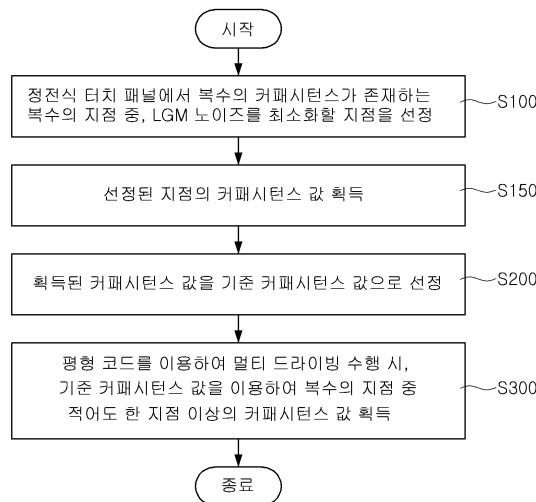 시작
정전식 터치 패널에서 복수의 커패시턴스가 존재하는
복수의 지점 중, LGM 노이즈를 최소화할 지점을 선정
S100
선정된 지점의 커패시턴스 값 획득
S150
획득된 커패시턴스 값을 기준 커패시턴스 값으로 선정
S200
평형 코드를 이용하여 멀티 드라이빙 수행 시,
기준 커패시턴스 값을 이용하여 복수의 지점 중
적어도 한 지점 이상의 커패시턴스 값 획득
S300
종료